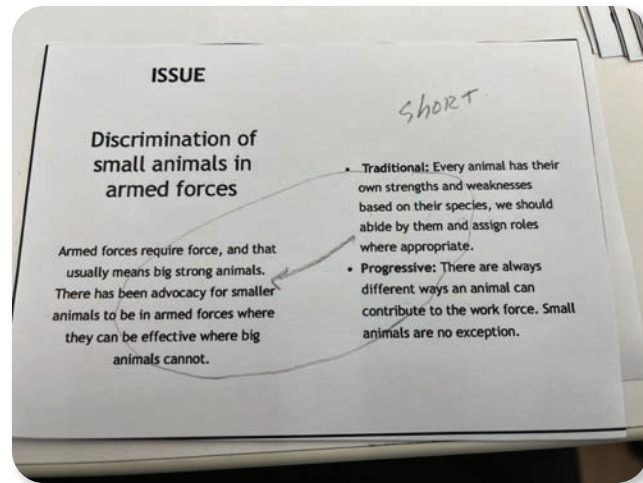 ISSUE
Discrimination of
small animals in
armed forces
Armed forces require force, and that
usually means big strong animals.
There has been advocacy for smaller
animals to be in armed forces where
they can be effective where big
animals cannot.
SHORT.
• Traditional: Every animal has their
own strengths and weaknesses
based on their species, we should
abide by them and assign roles
where appropriate.
• Progressive: There are always
different ways an animal can
contribute to the work force. Small
animals are no exception.